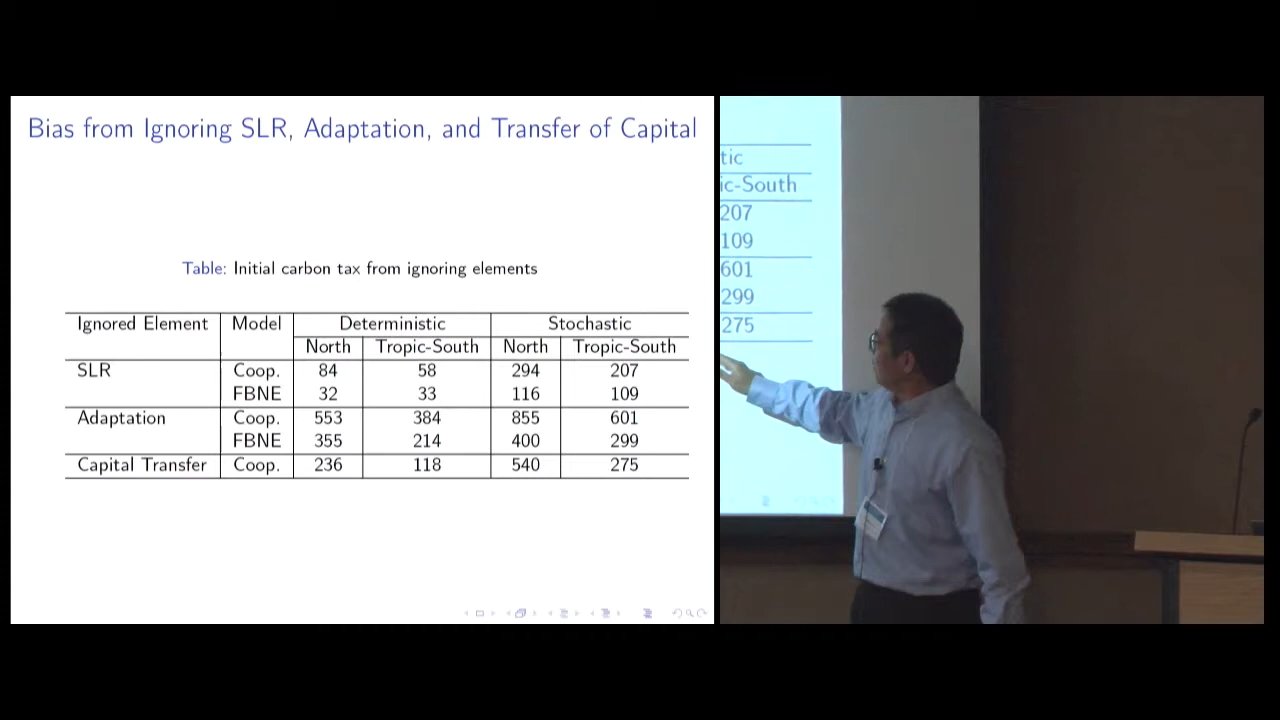 Bias from Ignoring SLR, Adaptation, and Transfer of Capital
Table: Initial carbon tax from ignoring elements
Ignored Element Model Deterministic Stochastic
North Tropic-South North Tropic-South
SLR Coop. 84 58 294 207
FBNE 32 33 116 109
Adaptation Coop. 553 384 855 601
FBNE 355 214 400 299
Capital Transfer Coop. 236 118 540 275
tic
ic-South
207
109
601
299
275